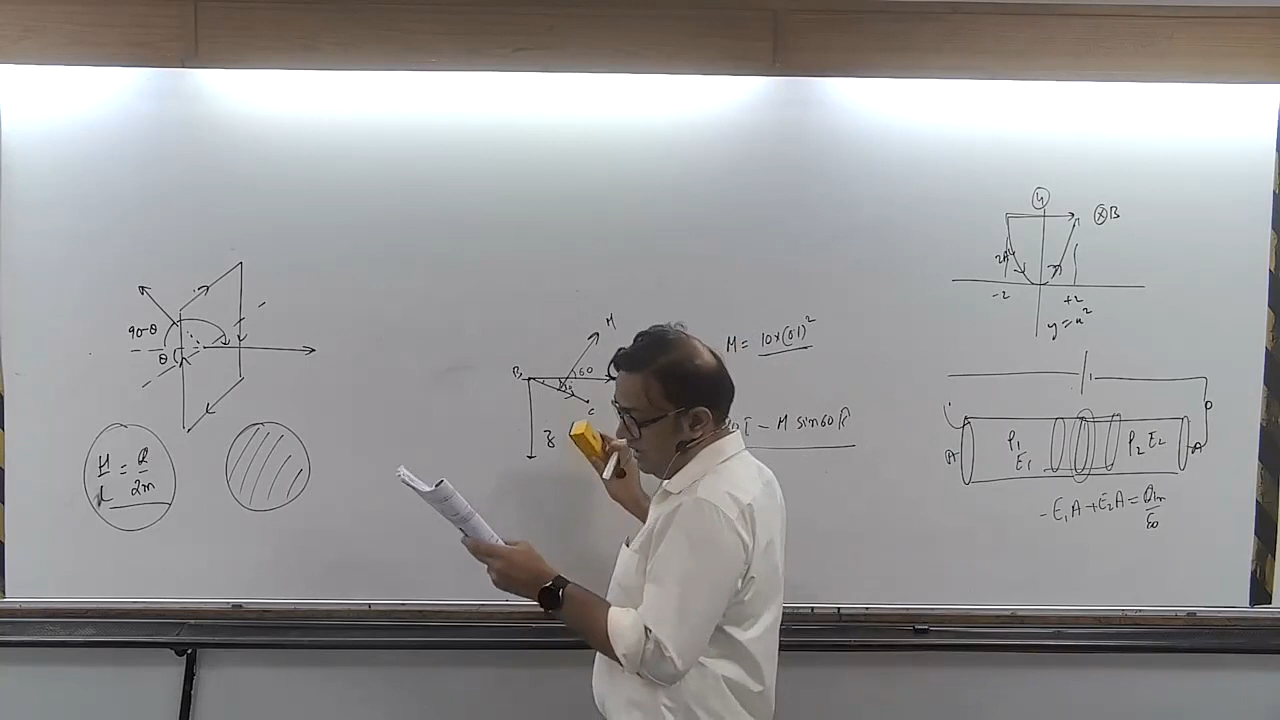 90-θ
θ
M/L = Q/2m
M
B
60
C
M = 10×(0.1)²
î - M sin60 k̂
4
⊗B
2A
-2
+2
y = x²
A
P₁
E₁
P₂ E₂
A
-E₁A + E₂A = Qin/ε₀